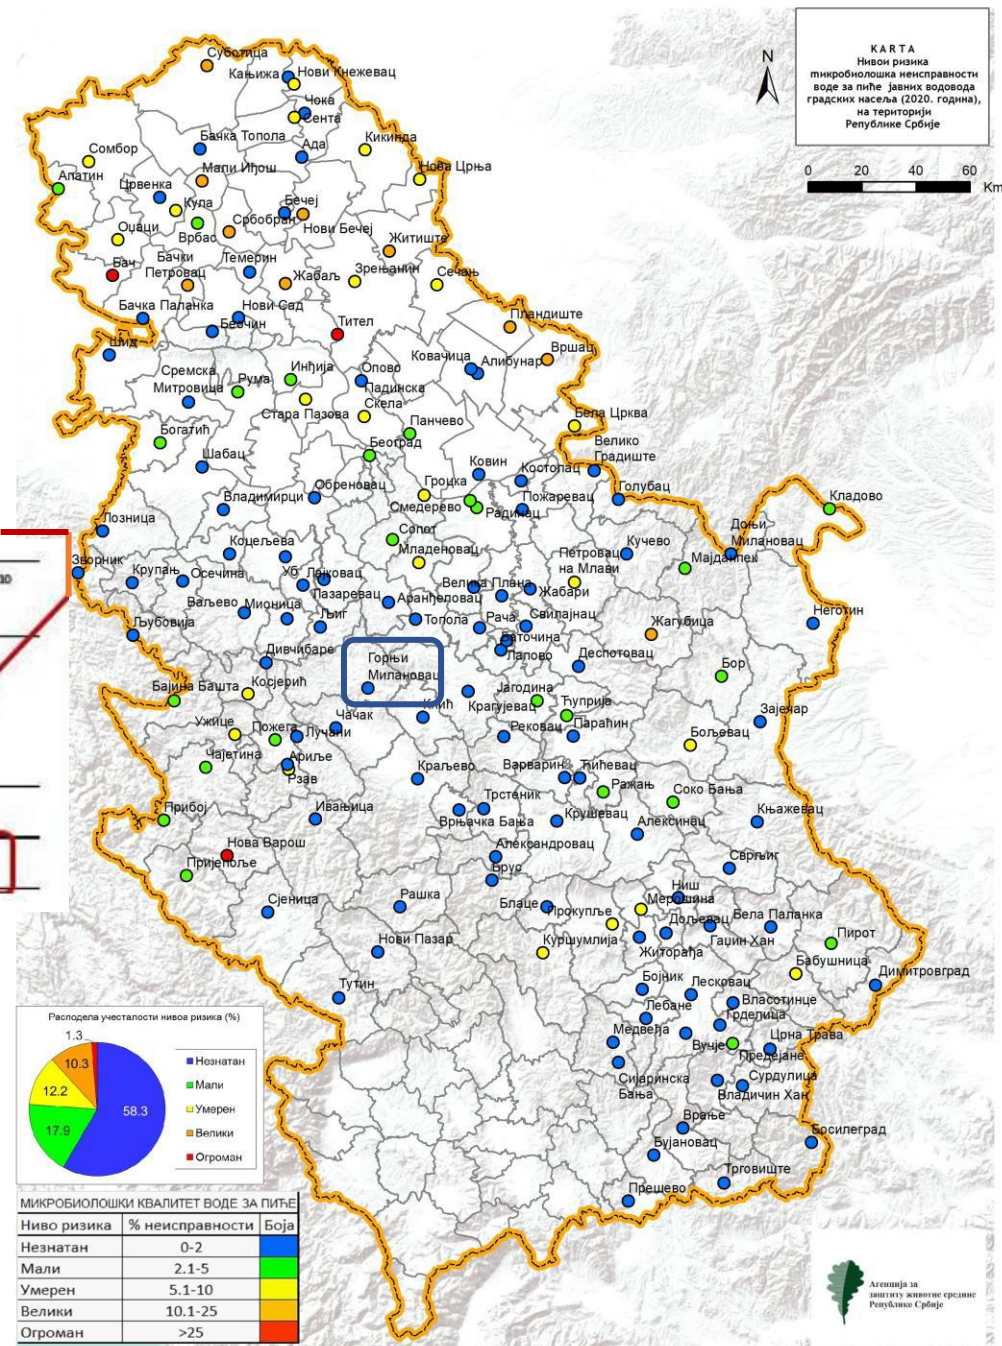 К А Р Т А
Нивои ризика
микробиолошка неисправности
воде за пиће јавних водовода
градских насеља (2020. година),
на територији
Републике Србије
N
0 20 40 60 Km
Суботица
Кањижа
Нови Кнежевац
Чока
Сента
Бачка Топола
Ада
Кикинда
Сомбор
Апатин
Мали Иђош
Нова Црња
Црвенка
Кула
Бечеј
Србобран
Врбас
Нови Бечеј
Оџаци
Житиште
Бач
Бачки
Петровац
Темерин
Жабаљ
Зрењанин
Сечањ
Бачка Паланка
Нови Сад
Беочин
Тител
Пландиште
Вршац
Шид
Ковачица
Алибунар
Сремска
Митровица
Рума
Инђија
Опово
Падинска
Скела
Стара Пазова
Панчево
Бела Црква
Богатић
Београд
Велико
Градиште
Шабац
Ковин
Костолац
Голубац
Обреновац
Гроцка
Владимирци
Смедерево
Радинац
Пожаревац
Кладово
Лозница
Сопот
Доњи
Милановац
Коцељева
Младеновац
Петровац
на Млави
Кучево
Мајданпек
Зворник
Крупањ
Осечина
Уб
Лајковац
Лазаревац
Велика Плана
Жабари
Ваљево
Мионица
Аранђеловац
Неготин
Љубовија
Љиг
Топола
Рача
Свилајнац
Баточина
Жагубица
Дивчибаре
Горњи
Милановац
Лапово
Деспотовац
Бор
Бајина Башта
Косјерић
Јагодина
Ћуприја
Чачак
Кнић
Крагујевац
Зајечар
Ужице
Пожега
Лучани
Рековац
Параћин
Бољевац
Чајетина
Ариље
Рзав
Краљево
Варварин
Ћићевац
Ражањ
Соко Бања
Прибој
Ивањица
Трстеник
Врњачка Бања
Крушевац
Алексинац
Књажевац
Нова Варош
Александровац
Пријепоље
Брус
Сврљиг
Сјеница
Рашка
Блаце
Прокупље
Ниш
Мерошина
Дољевац
Бела Паланка
Гаџин Хан
Пирот
Нови Пазар
Куршумлија
Житорађа
Бабушница
Димитровград
Тутин
Бојник
Лесковац
Власотинце
Лебане
Грделица
Медвеђа
Вучје
Црна Трава
Предејане
Сијаринска
Бања
Сурдулица
Владичин Хан
Врање
Босилеград
Бујановац
Трговиште
Прешево
Расподела учесталости нивов ризика (%)
1.3
10.3
12.2
17.9
58.3
Незнатан
Мали
Умерен
Велики
Огроман
МИКРОБИОЛОШКИ КВАЛИТЕТ ВОДЕ ЗА ПИЋЕ
Ниво ризика % неисправности Боја
Незнатан 0-2
Мали 2.1-5
Умерен 5.1-10
Велики 10.1-25
Огроман >25
Агенција за
заштиту животне средине
Републике Србије